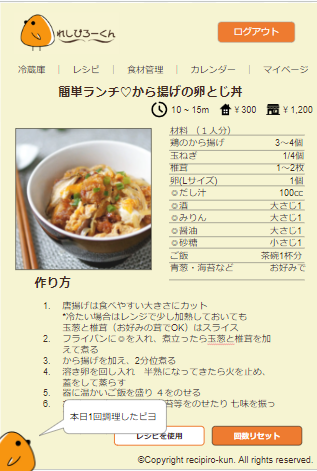 れしぴろーくん
ログアウト
冷蔵庫 | レシピ | 食材管理 | カレンダー | マイページ
簡単ランチ♡から揚げの卵とじ丼
10～15m ¥300 ¥1,200
材料 （１人分）
鶏のから揚げ 3～4個
玉ねぎ 1/4個
椎茸 1～2枚
卵(Lサイズ) 1個
◎だし汁 100cc
◎酒 大さじ1
◎みりん 大さじ1
◎醤油 大さじ1
◎砂糖 小さじ1
ご飯 茶碗1杯分
青葱・海苔など お好みで
作り方
1. 唐揚げは食べやすい大きさにカット
*冷たい場合はレンジで少し加熱しておいても
玉葱と椎茸（お好みの茸でOK）はスライス
2. フライパンに◎を入れ、煮立ったら玉葱と椎茸を加
えて煮る
3. から揚げを加え、2分位煮る
4. 溶き卵を回し入れ 半熟になってきたら火を止め、
蓋をして蒸らす
5. 器に温かいご飯を盛り ４をのせる
6. 苔等をのせたり 七味を振っ
本日1回調理したピヨ
レシピを使用
回数リセット
©Copyright recipiro-kun. All rights reserved.